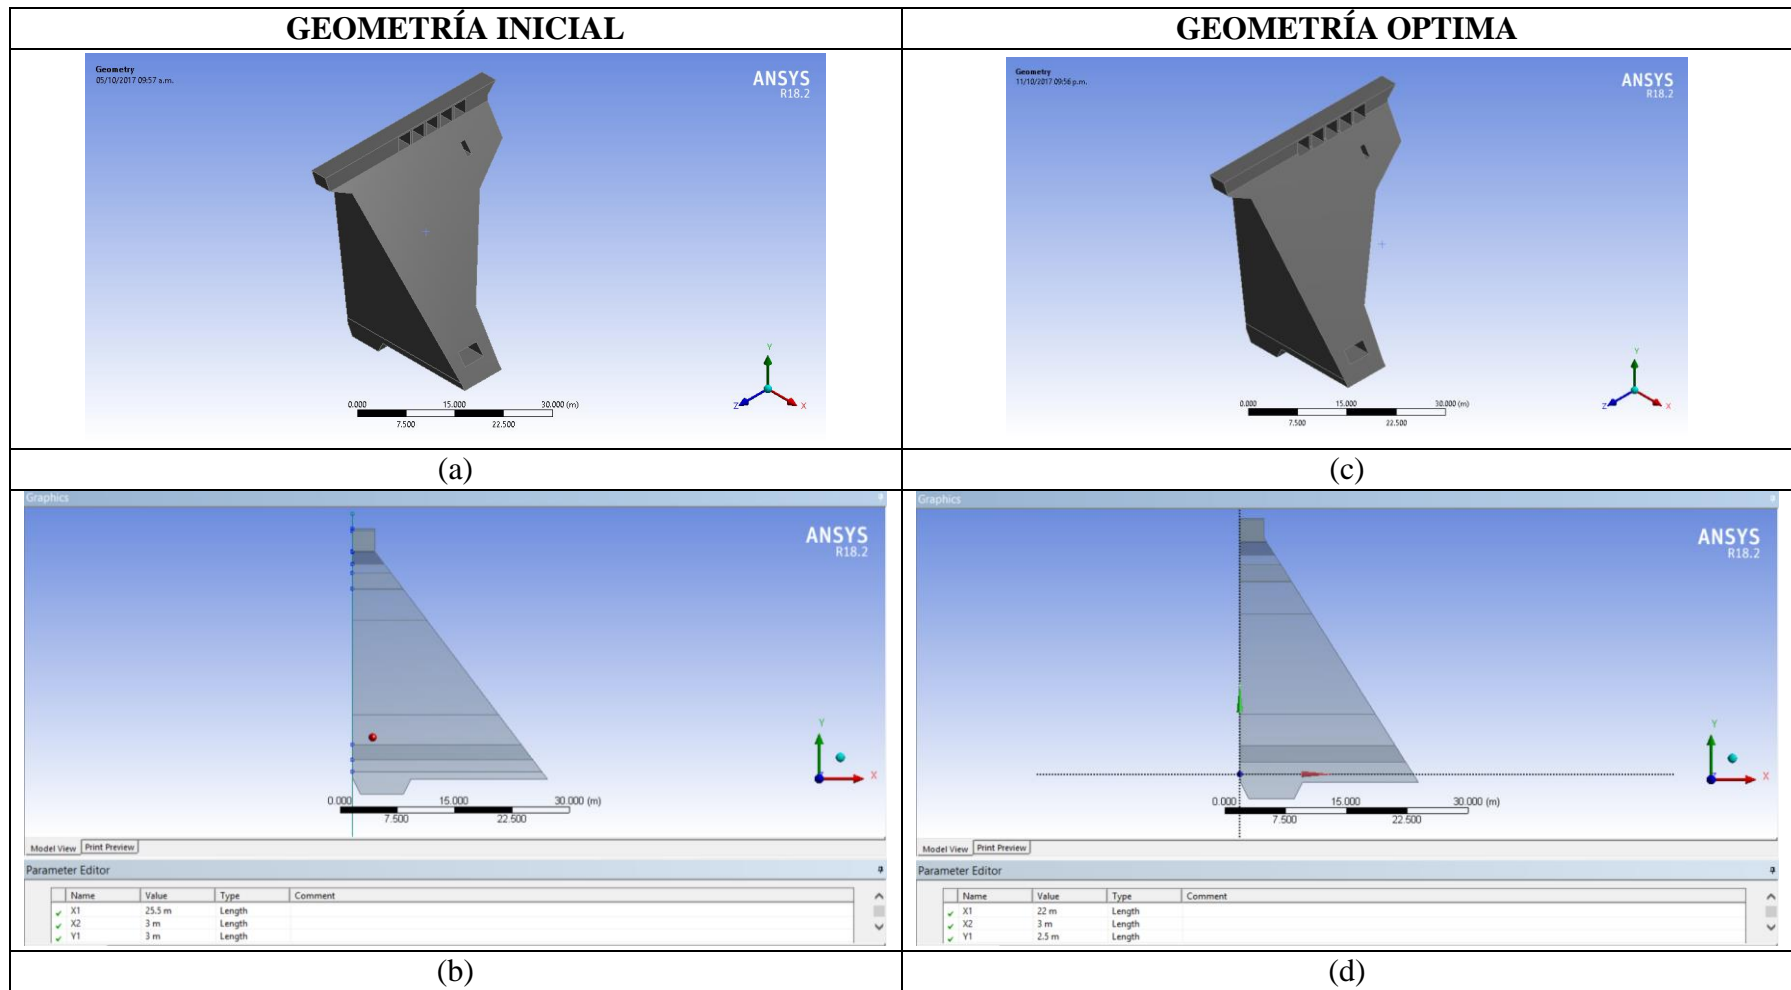 GEOMETRÍA INICIAL
GEOMETRÍA OPTIMA
Geometry
05/10/2017 09:57 a.m.
ANSYS
R18.2
Y
Z
X
0.000 15.000 30.000 (m)
7.500 22.500
Geometry
11/10/2017 09:56 p.m.
ANSYS
R18.2
Y
Z
X
0.000 15.000 30.000 (m)
7.500 22.500
(a)
(c)
Graphics
ANSYS
R18.2
Y
X
0.000 15.000 30.000 (m)
7.500 22.500
Model View Print Preview
Parameter Editor
Name Value Type Comment
X1 25.5 m Length
X2 3 m Length
Y1 3 m Length
Graphics
ANSYS
R18.2
Y
X
0.000 15.000 30.000 (m)
7.500 22.500
Model View Print Preview
Parameter Editor
Name Value Type Comment
X1 22 m Length
X2 3 m Length
Y1 2.5 m Length
(b)
(d)